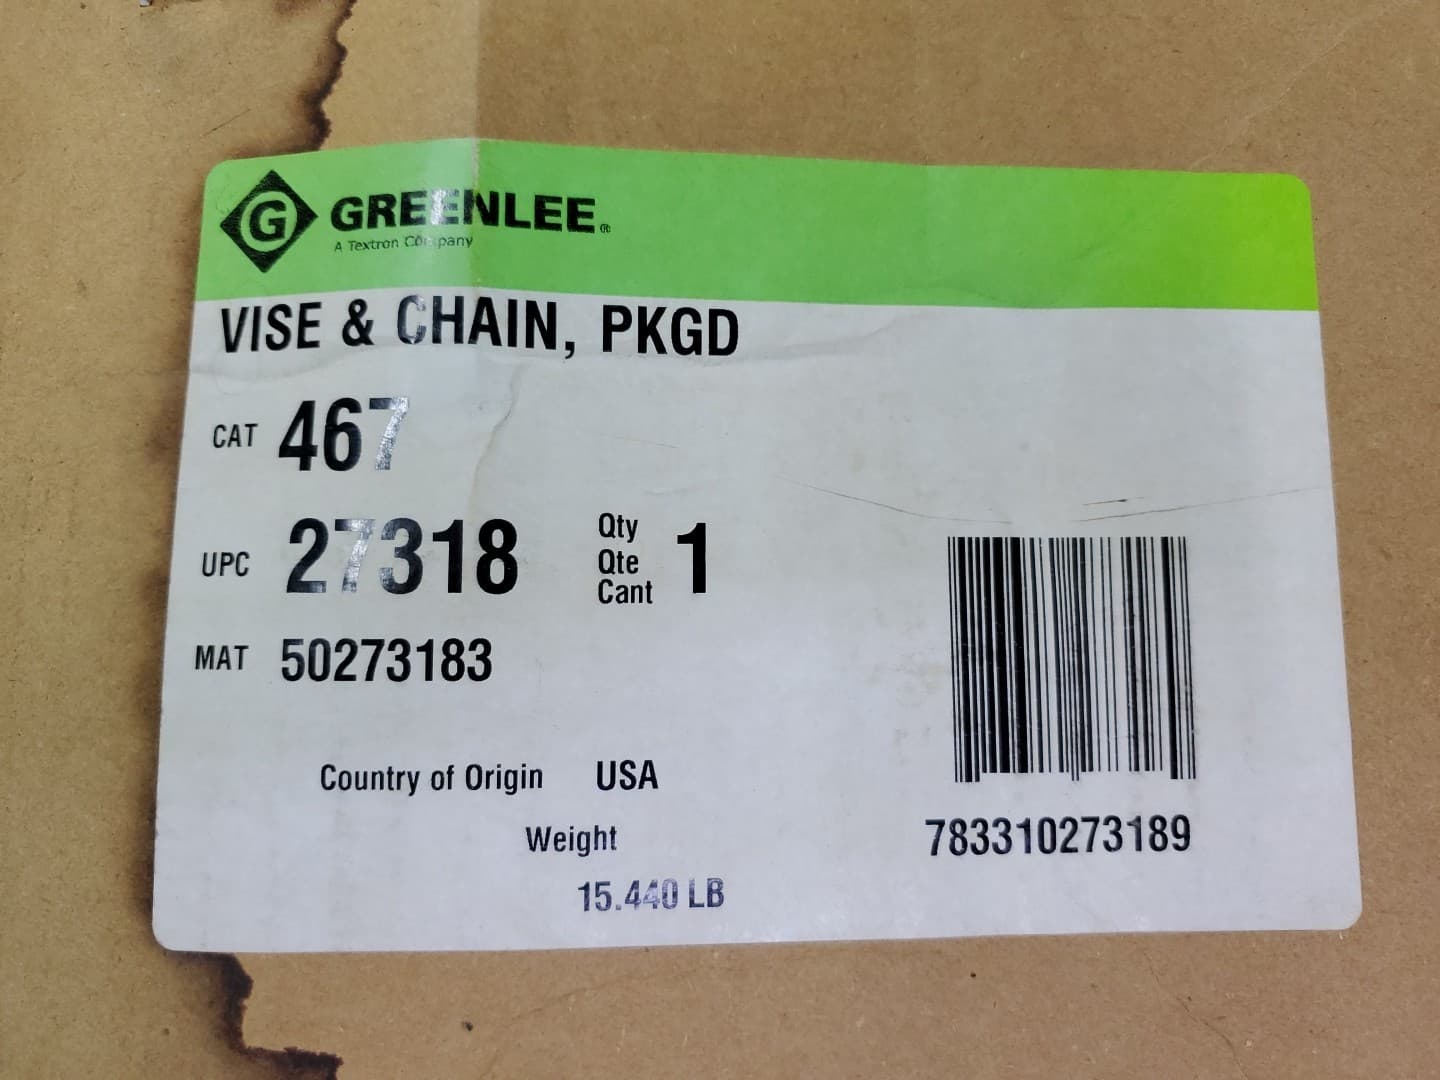 G GREENLEE®
A Textron Company
VISE & CHAIN, PKGD
CAT 467
UPC 27318
Qty
Qte
Cant
1
MAT 50273183
Country of Origin USA
Weight
15.440 LB
783310273189